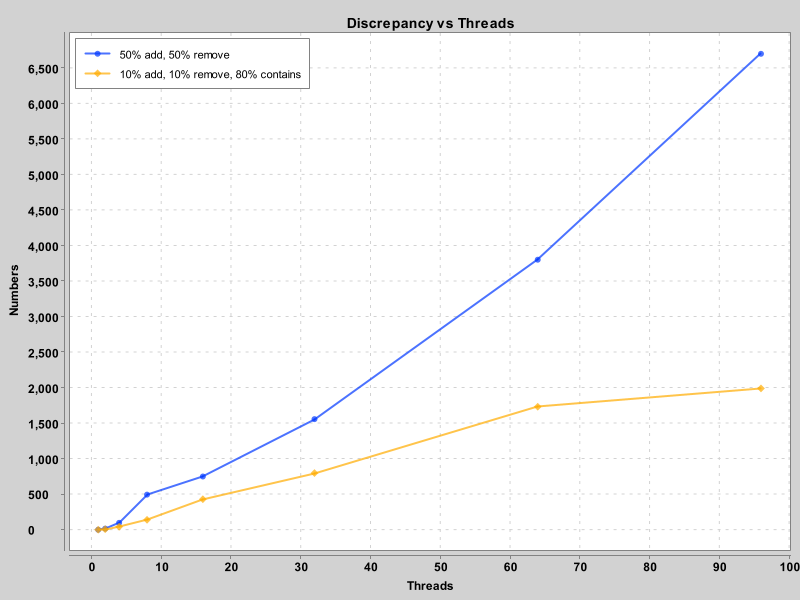 Discrepancy vs Threads
50% add, 50% remove
10% add, 10% remove, 80% contains
6,500
6,000
5,500
5,000
4,500
4,000
3,500
3,000
2,500
2,000
1,500
1,000
500
0
Numbers
0 10 20 30 40 50 60 70 80 90 100
Threads